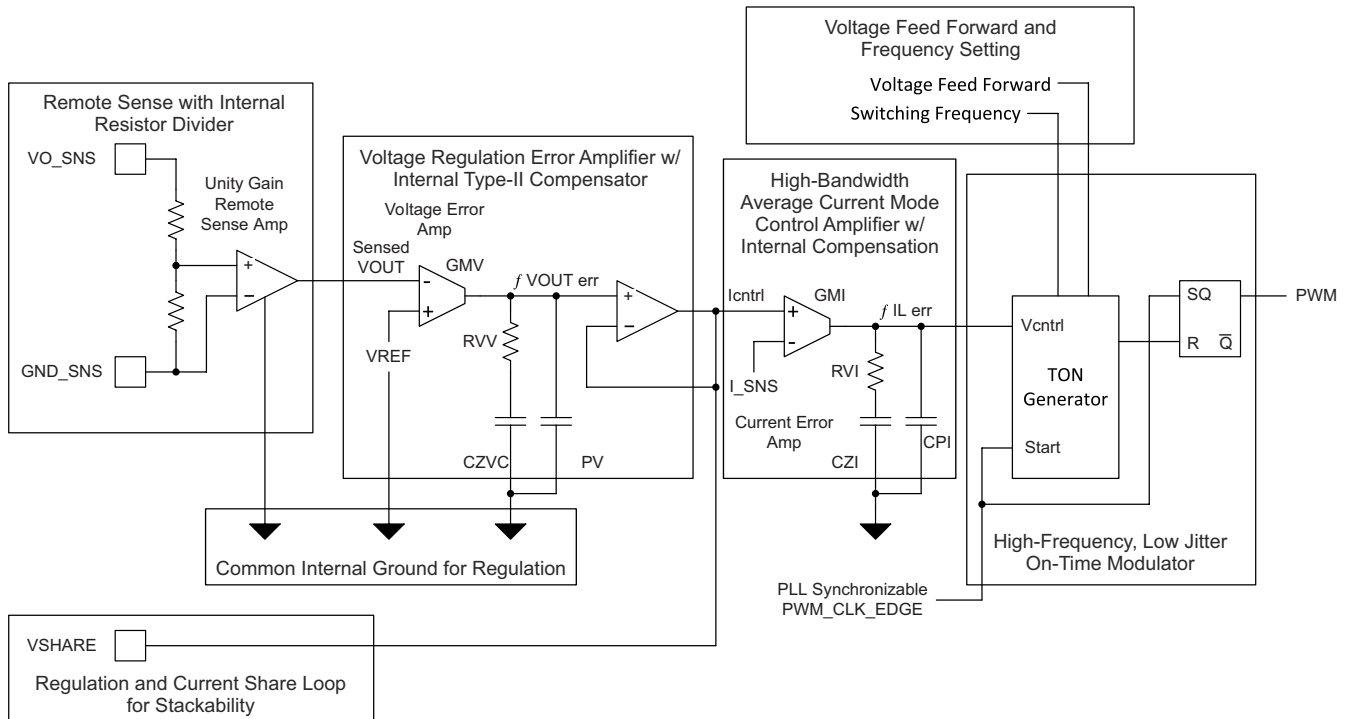 Voltage Feed Forward and
Frequency Setting
Voltage Feed Forward
Switching Frequency
Remote Sense with Internal
Resistor Divider
VO_SNS
Unity Gain
Remote
Sense Amp
+
−
GND_SNS
Voltage Regulation Error Amplifier w/
Internal Type-II Compensator
Voltage Error
Amp
Sensed
VOUT
GMV
-
+
ƒ VOUT err
+
−
RVV
VREF
CZVC
PV
High-Bandwidth
Average Current Mode
Control Amplifier w/
Internal Compensation
Icntrl
GMI
+
-
ƒ IL err
I_SNS
RVI
Current Error
Amp
CPI
CZI
Vcntrl
TON
Generator
Start
SQ
R Q̅
PWM
High-Frequency, Low Jitter
On-Time Modulator
Common Internal Ground for Regulation
PLL Synchronizable
PWM_CLK_EDGE
VSHARE
Regulation and Current Share Loop
for Stackability